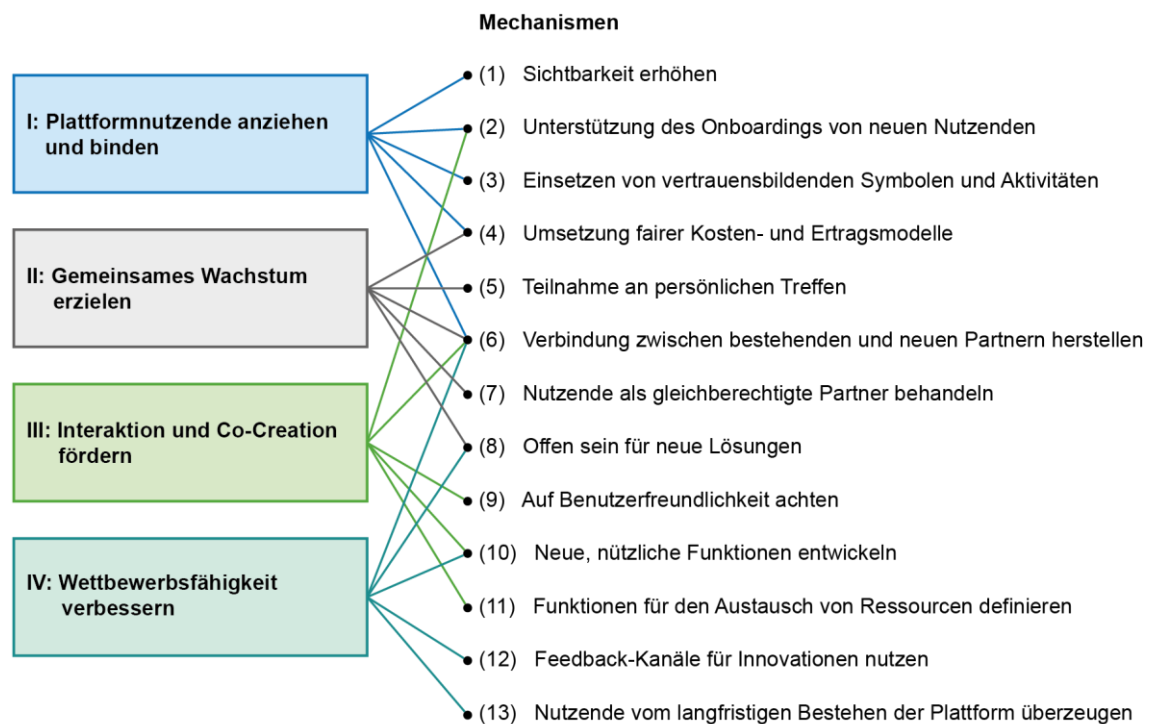 Mechanismen
I: Plattformnutzende anziehen
und binden
II: Gemeinsames Wachstum
erzielen
III: Interaktion und Co-Creation
fördern
IV: Wettbewerbsfähigkeit
verbessern
(1) Sichtbarkeit erhöhen
(2) Unterstützung des Onboardings von neuen Nutzenden
(3) Einsetzen von vertrauensbildenden Symbolen und Aktivitäten
(4) Umsetzung fairer Kosten- und Ertragsmodelle
(5) Teilnahme an persönlichen Treffen
(6) Verbindung zwischen bestehenden und neuen Partnern herstellen
(7) Nutzende als gleichberechtigte Partner behandeln
(8) Offen sein für neue Lösungen
(9) Auf Benutzerfreundlichkeit achten
(10) Neue, nützliche Funktionen entwickeln
(11) Funktionen für den Austausch von Ressourcen definieren
(12) Feedback-Kanäle für Innovationen nutzen
(13) Nutzende vom langfristigen Bestehen der Plattform überzeugen